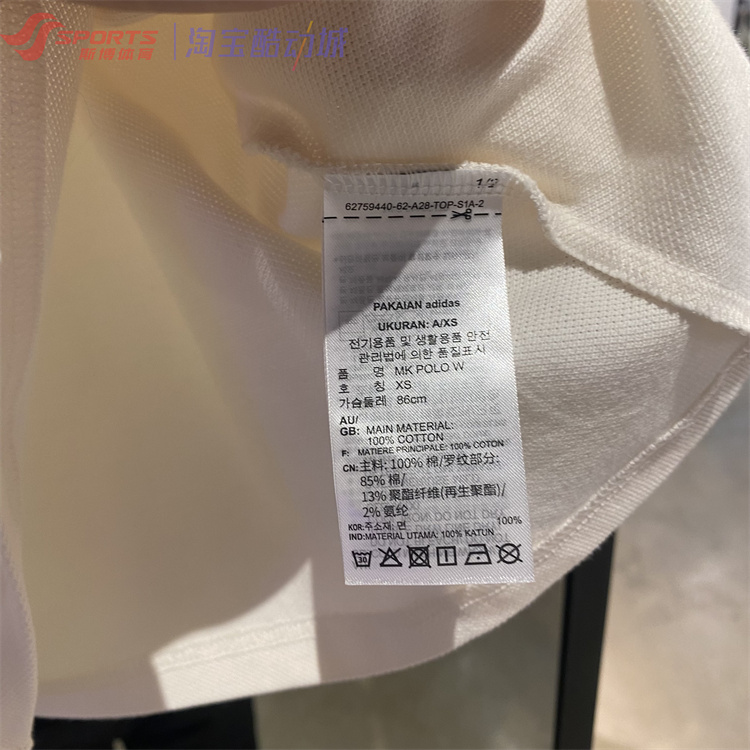 SPORTS
斯博体育
淘宝酷动城
62759440-62-A28-TOP-S1A-2
PAKAIAN adidas
UKURAN: A/XS
전기용품 및 생활용품 안전
관리법에 의한 품질표시
품 명 MK POLO W
호 칭 XS
가슴둘레 86cm
AU/
GB: MAIN MATERIAL:
100% COTTON
F: MATIERE PRINCIPALE: 100% COTON
CN: 主料: 100% 棉/罗纹部分:
85% 棉/
13% 聚酯纤维(再生聚酯)/
2% 氨纶
KOR: 주소재: 면 100%
IND: MATERIAL UTAMA: 100% KATUN
30